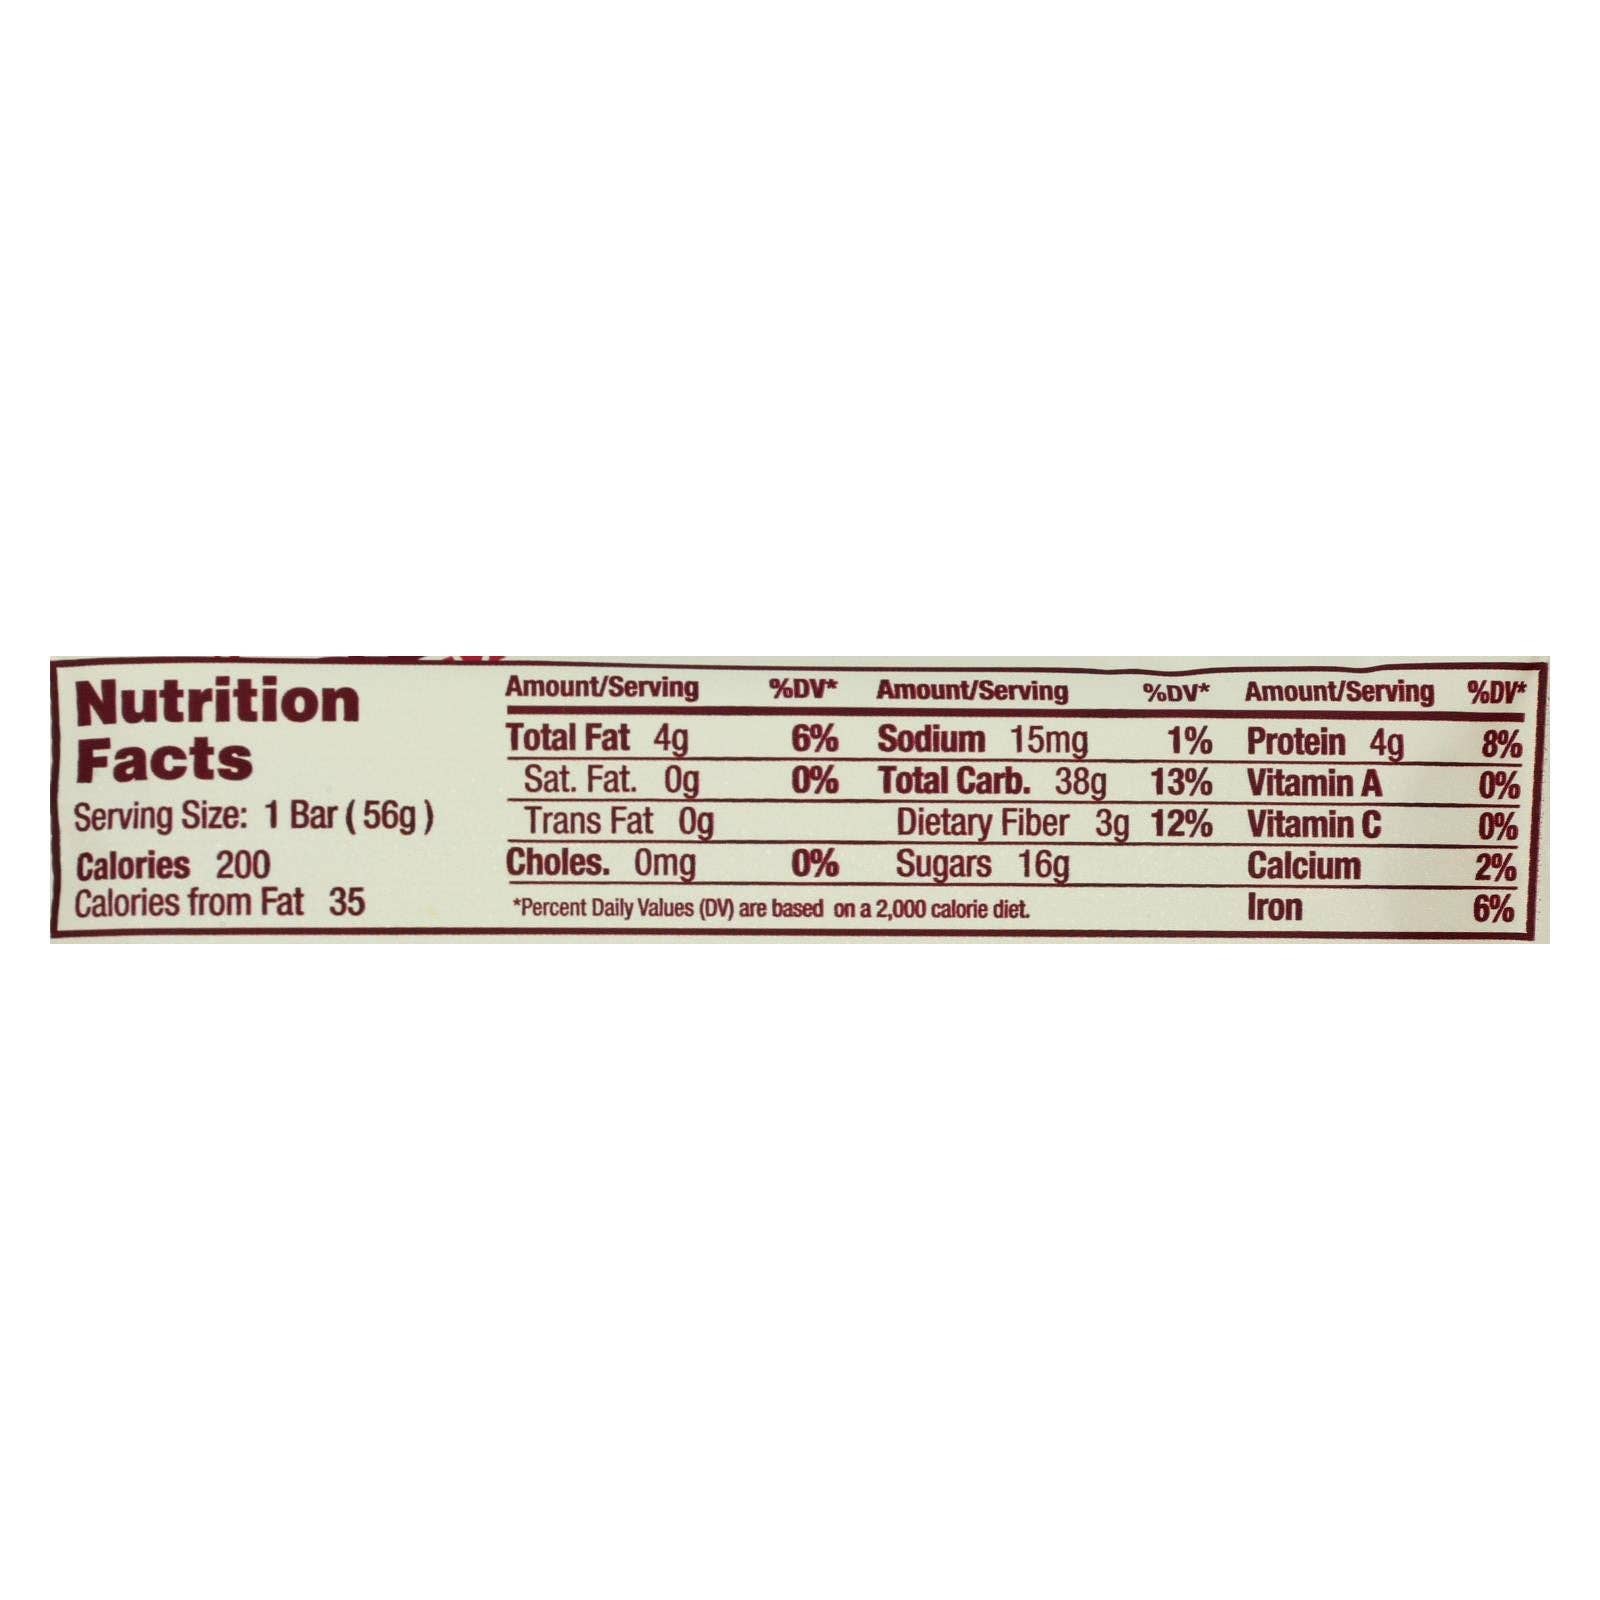 Nutrition
Facts
Serving Size: 1 Bar ( 56g )
Calories 200
Calories from Fat 35
Amount/Serving %DV*
Total Fat 4g 6%
Sat. Fat. 0g 0%
Trans Fat 0g
Choles. 0mg 0%
Amount/Serving %DV*
Sodium 15mg 1%
Total Carb. 38g 13%
Dietary Fiber 3g 12%
Sugars 16g
*Percent Daily Values (DV) are based on a 2,000 calorie diet.
Amount/Serving %DV*
Protein 4g 8%
Vitamin A 0%
Vitamin C 0%
Calcium 2%
Iron 6%